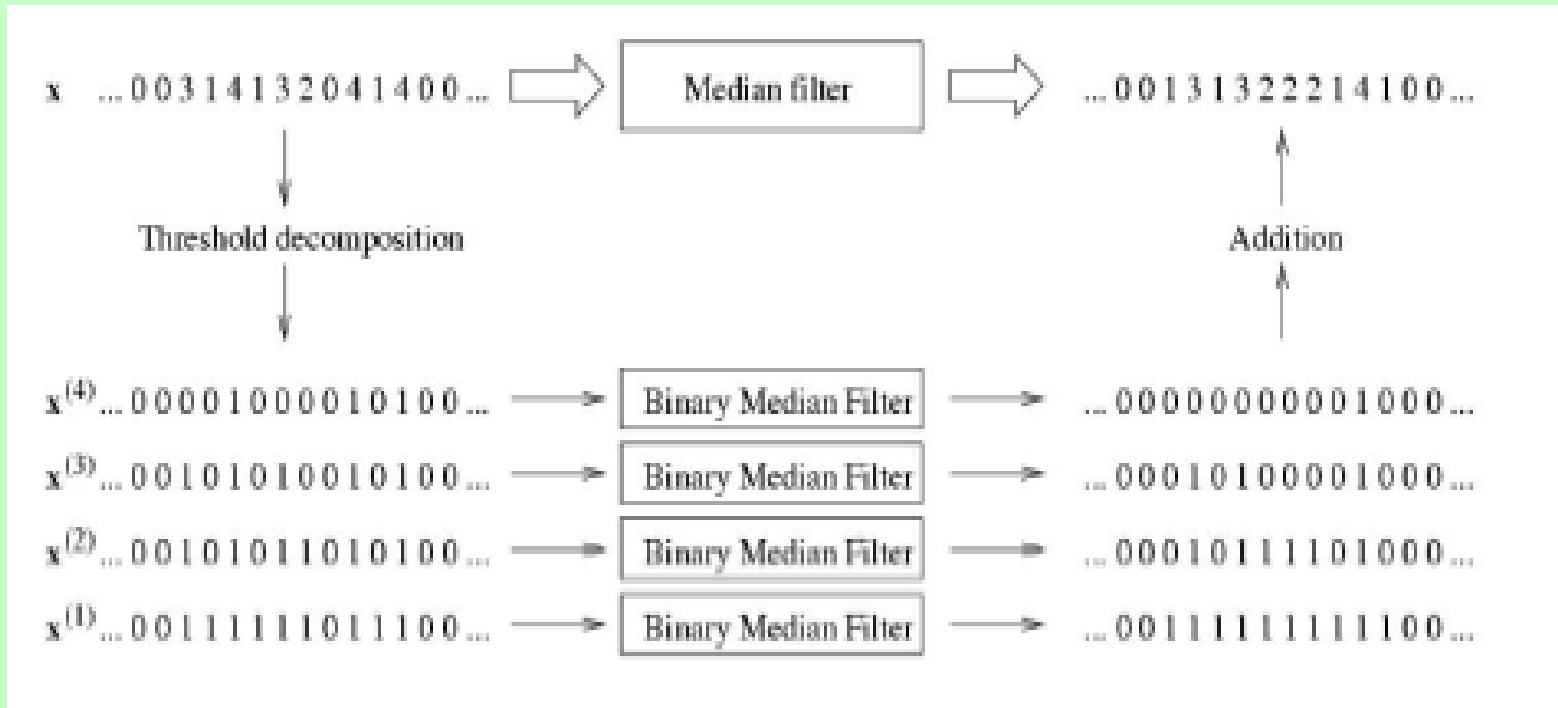 x ...0 0 3 1 4 1 3 2 0 4 1 4 0 0... Median filter ...0 0 1 3 1 3 2 2 2 1 4 1 0 0...
Threshold decomposition Addition
x(4) ...0 0 0 0 1 0 0 0 0 1 0 1 0 0... Binary Median Filter ...0 0 0 0 0 0 0 0 0 0 1 0 0 0...
x(3) ...0 0 1 0 1 0 1 0 0 1 0 1 0 0... Binary Median Filter ...0 0 0 1 0 1 0 0 0 0 1 0 0 0...
x(2) ...0 0 1 0 1 0 1 1 0 1 0 1 0 0... Binary Median Filter ...0 0 0 1 0 1 1 1 1 0 1 0 0 0...
x(1) ...0 0 1 1 1 1 1 1 0 1 1 1 0 0... Binary Median Filter ...0 0 1 1 1 1 1 1 1 1 1 1 0 0...